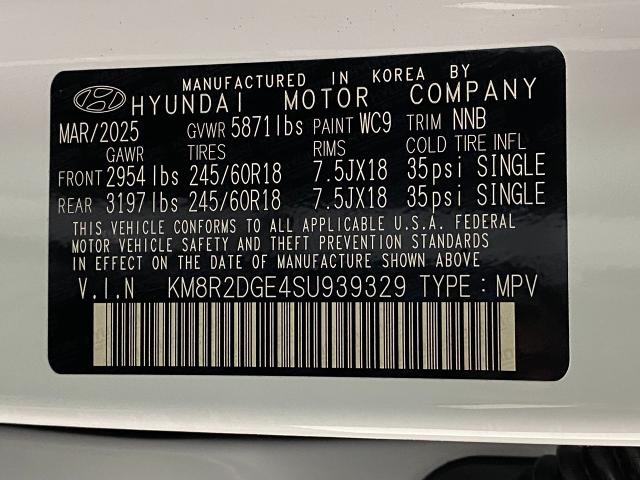 MANUFACTURED IN KOREA BY
HYUNDAI MOTOR COMPANY
MAR/2025 GVWR 5871lbs PAINT WC9 TRIM NNB
GAWR TIRES RIMS COLD TIRE INFL
FRONT 2954 lbs 245/60R18 7.5JX18 35psi SINGLE
REAR 3197 lbs 245/60R18 7.5JX18 35psi SINGLE
THIS VEHICLE CONFORMS TO ALL APPLICABLE U.S.A. FEDERAL
MOTOR VEHICLE SAFETY AND THEFT PREVENTION STANDARDS
IN EFFECT ON THE DATE OF MANUFACTURE SHOWN ABOVE.
V.I.N KM8R2DGE4SU939329 TYPE : MPV